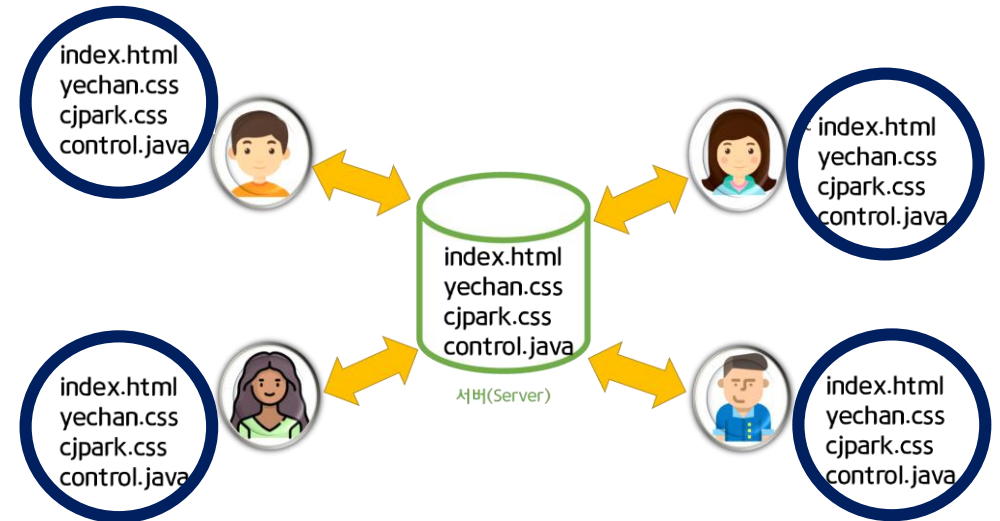 index.html
yechan.css
cjpark.css
control.java
index.html
yechan.css
cjpark.css
control.java
index.html
yechan.css
cjpark.css
control.java
서버(Server)
index.html
yechan.css
cjpark.css
control.java
index.html
yechan.css
cjpark.css
control.java